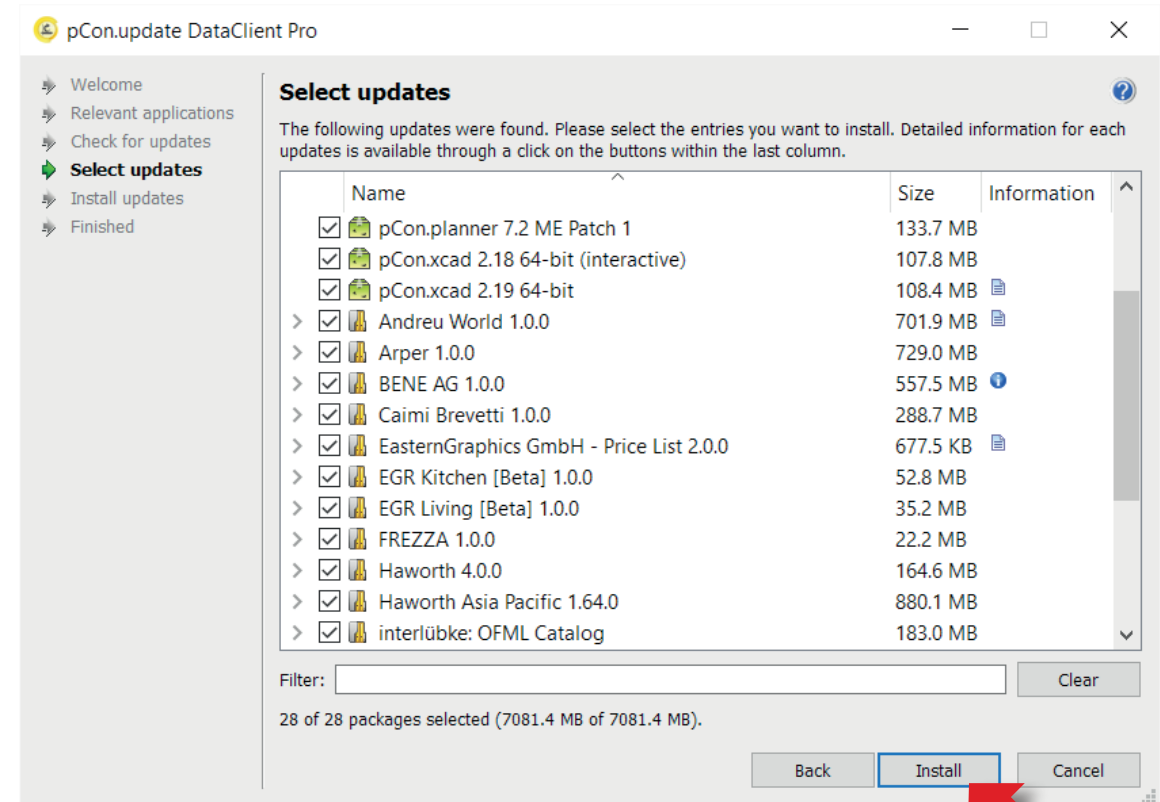 pCon.update DataClient Pro
Welcome
Relevant applications
Check for updates
Select updates
Install updates
Finished
Select updates
The following updates were found. Please select the entries you want to install. Detailed information for each
updates is available through a click on the buttons within the last column.
Name Size Information
pCon.planner 7.2 ME Patch 1 133.7 MB
pCon.xcad 2.18 64-bit (interactive) 107.8 MB
pCon.xcad 2.19 64-bit 108.4 MB
Andreu World 1.0.0 701.9 MB
Arper 1.0.0 729.0 MB
BENE AG 1.0.0 557.5 MB
Caimi Brevetti 1.0.0 288.7 MB
EasternGraphics GmbH - Price List 2.0.0 677.5 KB
EGR Kitchen [Beta] 1.0.0 52.8 MB
EGR Living [Beta] 1.0.0 35.2 MB
FREZZA 1.0.0 22.2 MB
Haworth 4.0.0 164.6 MB
Haworth Asia Pacific 1.64.0 880.1 MB
interlübke: OFML Catalog 183.0 MB
Filter: Clear
28 of 28 packages selected (7081.4 MB of 7081.4 MB).
Back Install Cancel